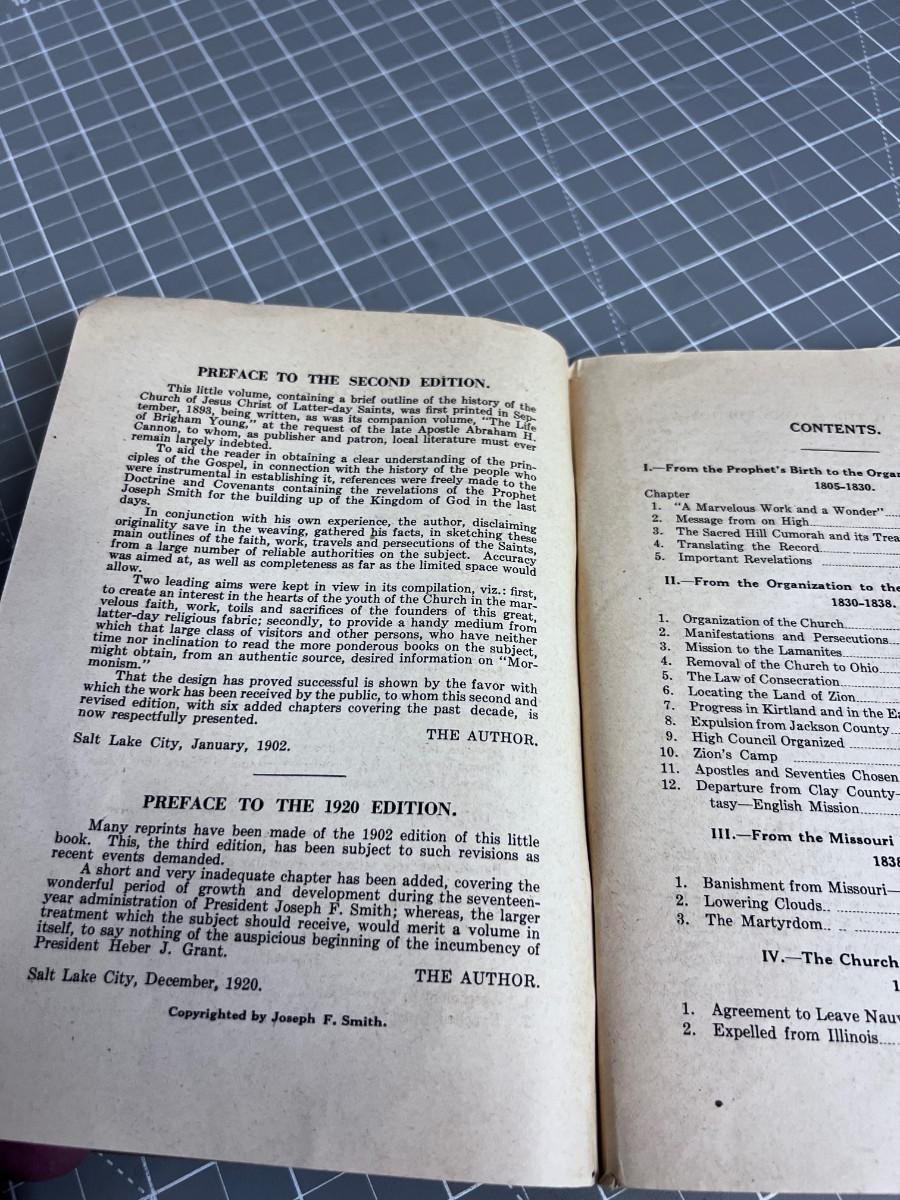 PREFACE TO THE SECOND EDITION.
This little volume, containing a brief outline of the history of the
Church of Jesus Christ of Latter-day Saints, was first printed in Sep-
tember, 1893, being written, as was its companion volume, "The Life
of Brigham Young," at the request of the late Apostle Abraham H.
Cannon, to whom, as publisher and patron, local literature must ever
remain largely indebted.
To aid the reader in obtaining a clear understanding of the prin-
ciples of the Gospel, in connection with the history of the people who
were instrumental in establishing it, references were freely made to the
Doctrine and Covenants containing the revelations of the Prophet
Joseph Smith for the building up of the Kingdom of God in the last
days.
In conjunction with his own experience, the author, disclaiming
originality save in the weaving, gathered his facts, in sketching these
main outlines of the faith, work, travels and persecutions of the Saints,
from a large number of reliable authorities on the subject. Accuracy
was aimed at, as well as completeness as far as the limited space would
allow.
Two leading aims were kept in view in its compilation, viz.: first,
to create an interest in the hearts of the youth of the Church in the mar-
velous faith, work, toils and sacrifices of the founders of this great,
latter-day religious fabric; secondly, to provide a handy medium from
which that large class of visitors and other persons, who have neither
time nor inclination to read the more ponderous books on the subject,
might obtain, from an authentic source, desired information on "Mor-
monism."
That the design has proved successful is shown by the favor with
which the work has been received by the public, to whom this second and
revised edition, with six added chapters covering the past decade, is
now respectfully presented.
THE AUTHOR.
Salt Lake City, January, 1902.
PREFACE TO THE 1920 EDITION.
Many reprints have been made of the 1902 edition of this little
book. This, the third edition, has been subject to such revisions as
recent events demanded.
A short and very inadequate chapter has been added, covering the
wonderful period of growth and development during the seventeen-
year administration of President Joseph F. Smith; whereas, the larger
treatment which the subject should receive, would merit a volume in
itself, to say nothing of the auspicious beginning of the incumbency of
President Heber J. Grant.
Salt Lake City, December, 1920. THE AUTHOR.
Copyrighted by Joseph F. Smith.
CONTENTS.
I.—From the Prophet's Birth to the Organ
1805-1830.
Chapter
1. "A Marvelous Work and a Wonder"
2. Message from on High
3. The Sacred Hill Cumorah and its Trea
4. Translating the Record
5. Important Revelations
II.—From the Organization to the
1830-1838.
1. Organization of the Church
2. Manifestations and Persecutions
3. Mission to the Lamanites
4. Removal of the Church to Ohio
5. The Law of Consecration
6. Locating the Land of Zion
7. Progress in Kirtland and in the Ea
8. Expulsion from Jackson County
9. High Council Organized
10. Zion's Camp
11. Apostles and Seventies Chosen
12. Departure from Clay County—
tasy—English Mission
III.—From the Missouri
1838
1. Banishment from Missouri—
2. Lowering Clouds
3. The Martyrdom
IV.—The Church
1
1. Agreement to Leave Nauv
2. Expelled from Illinois